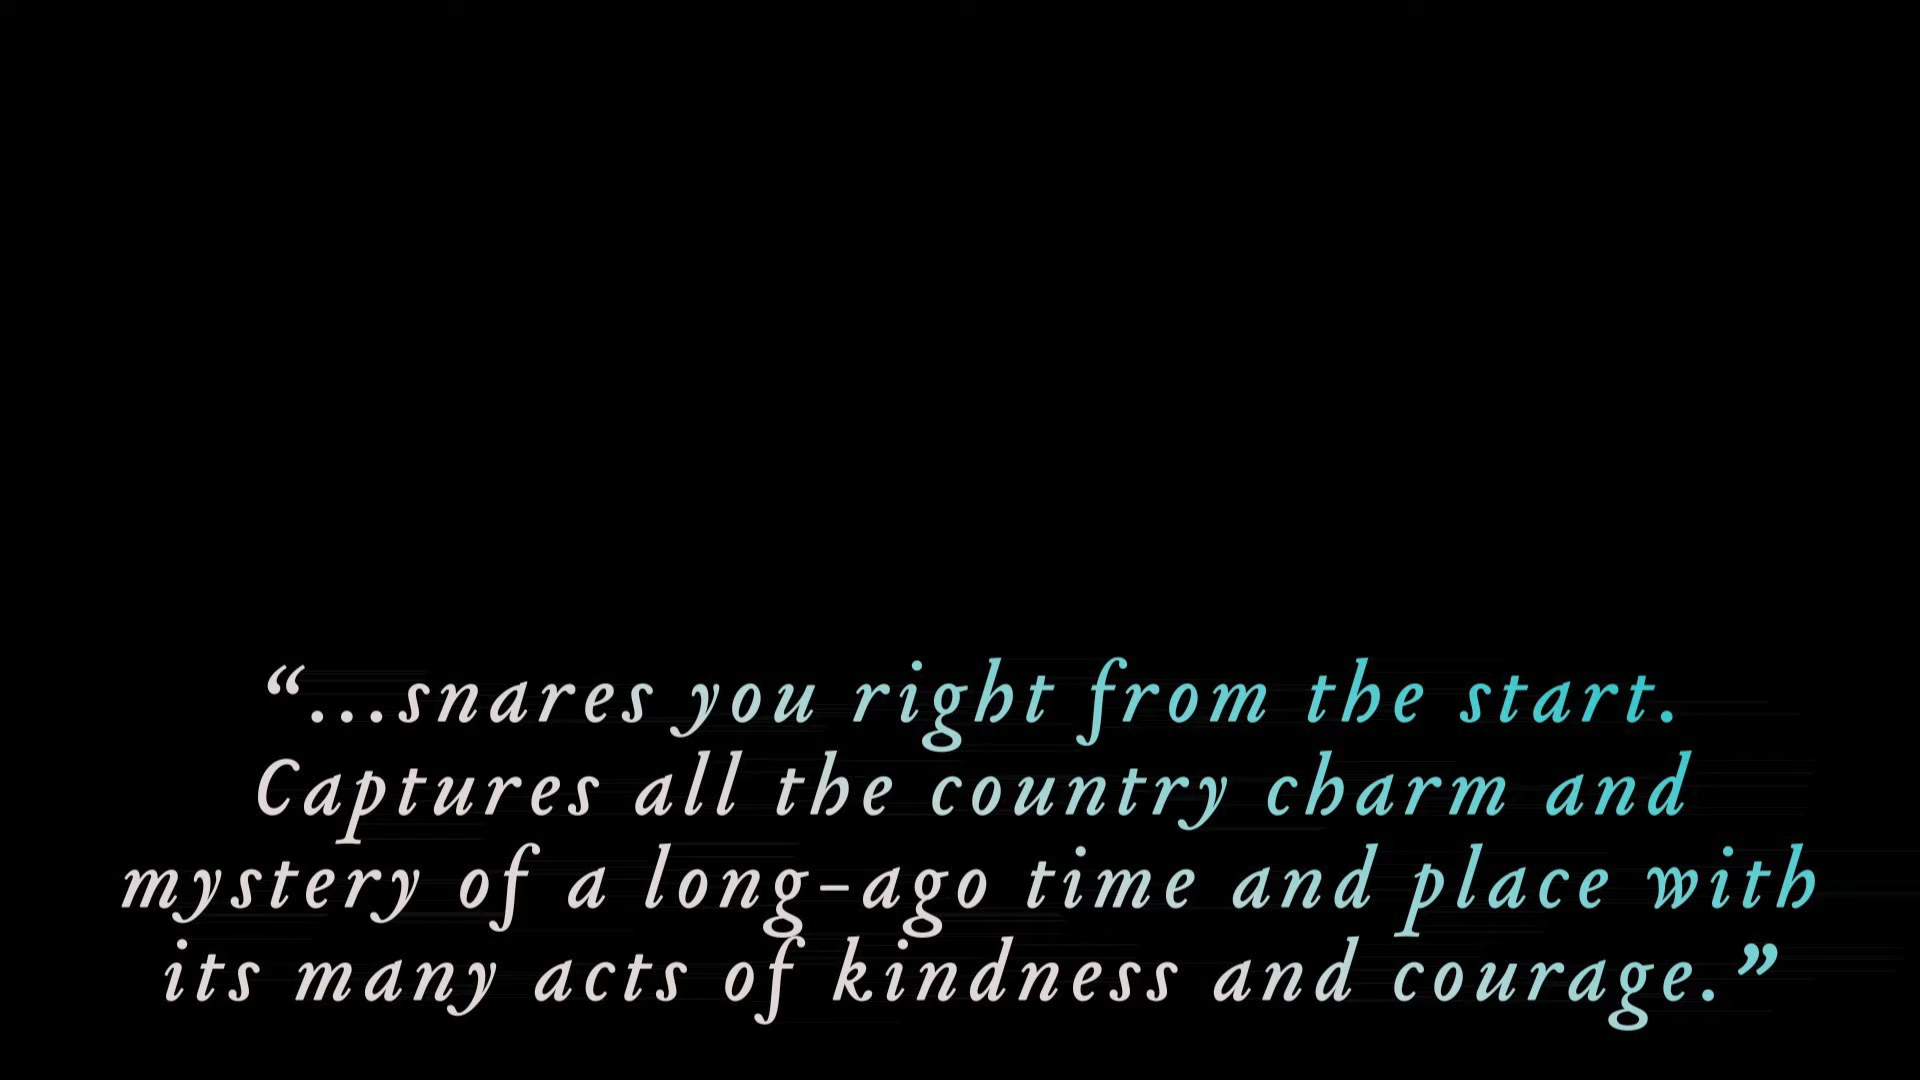 “...snares you right from the start.
Captures all the country charm and
mystery of a long-ago time and place with
its many acts of kindness and courage.”